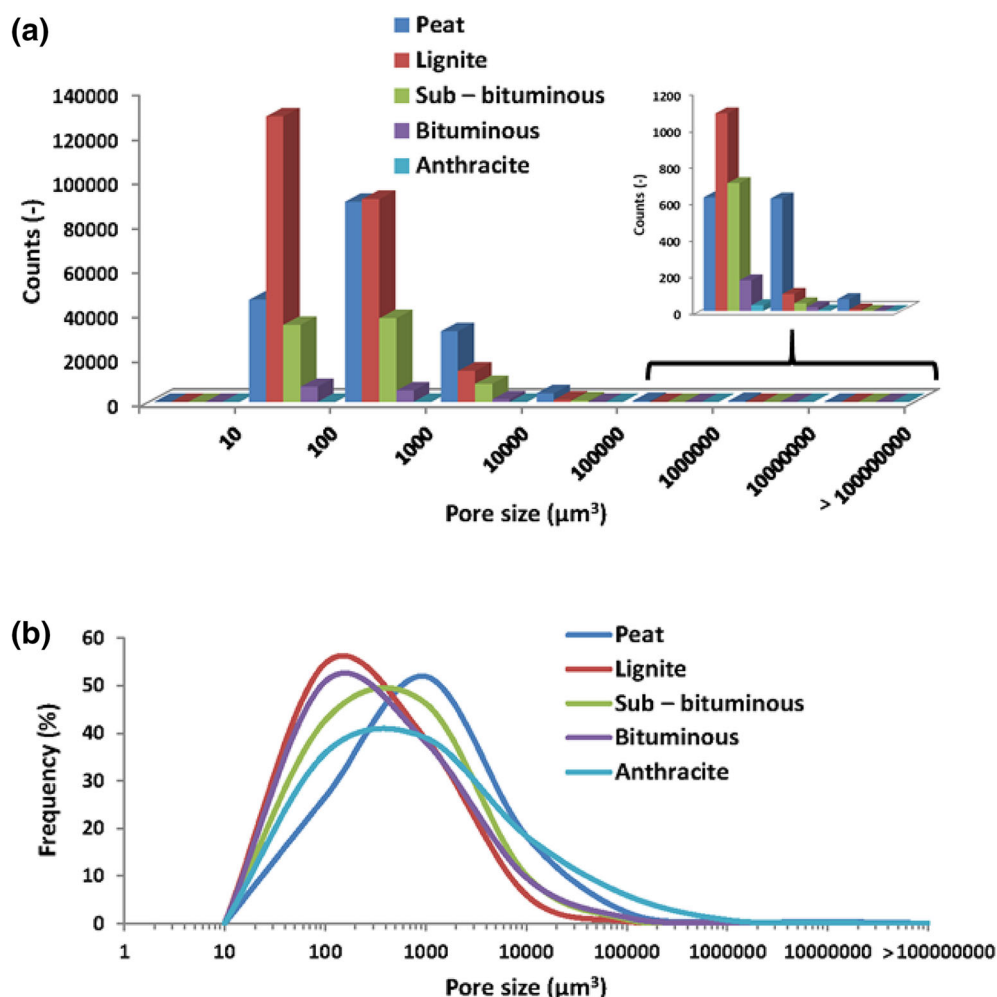 (a)
Peat
Lignite
Sub – bituminous
Bituminous
Anthracite
140000
120000
100000
80000
60000
40000
20000
0
Counts (-)
10
100
1000
10000
100000
1000000
10000000
> 100000000
Pore size (µm³)
1200
1000
800
600
400
200
0
Counts (-)
(b)
Peat
Lignite
Sub – bituminous
Bituminous
Anthracite
60
50
40
30
20
10
0
Frequency (%)
1
10
100
1000
10000
100000
1000000
10000000
>100000000
Pore size (µm³)